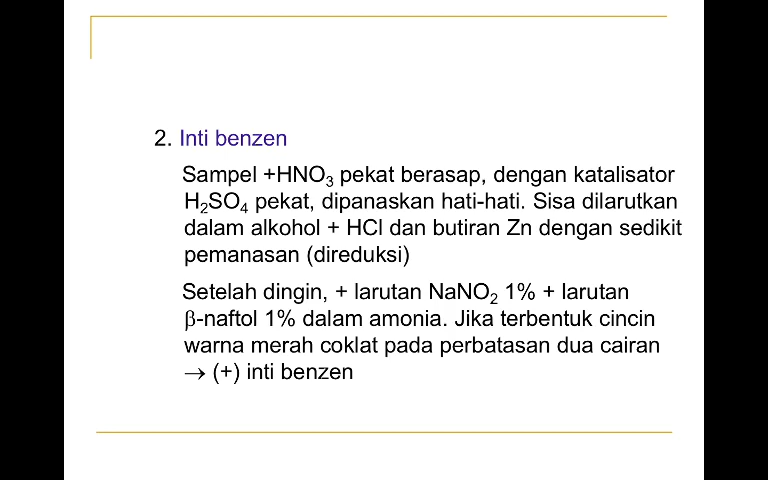 2. Inti benzen
Sampel +HNO₃ pekat berasap, dengan katalisator
H₂SO₄ pekat, dipanaskan hati-hati. Sisa dilarutkan
dalam alkohol + HCl dan butiran Zn dengan sedikit
pemanasan (direduksi)
Setelah dingin, + larutan NaNO₂ 1% + larutan
β-naftol 1% dalam amonia. Jika terbentuk cincin
warna merah coklat pada perbatasan dua cairan
→ (+) inti benzen